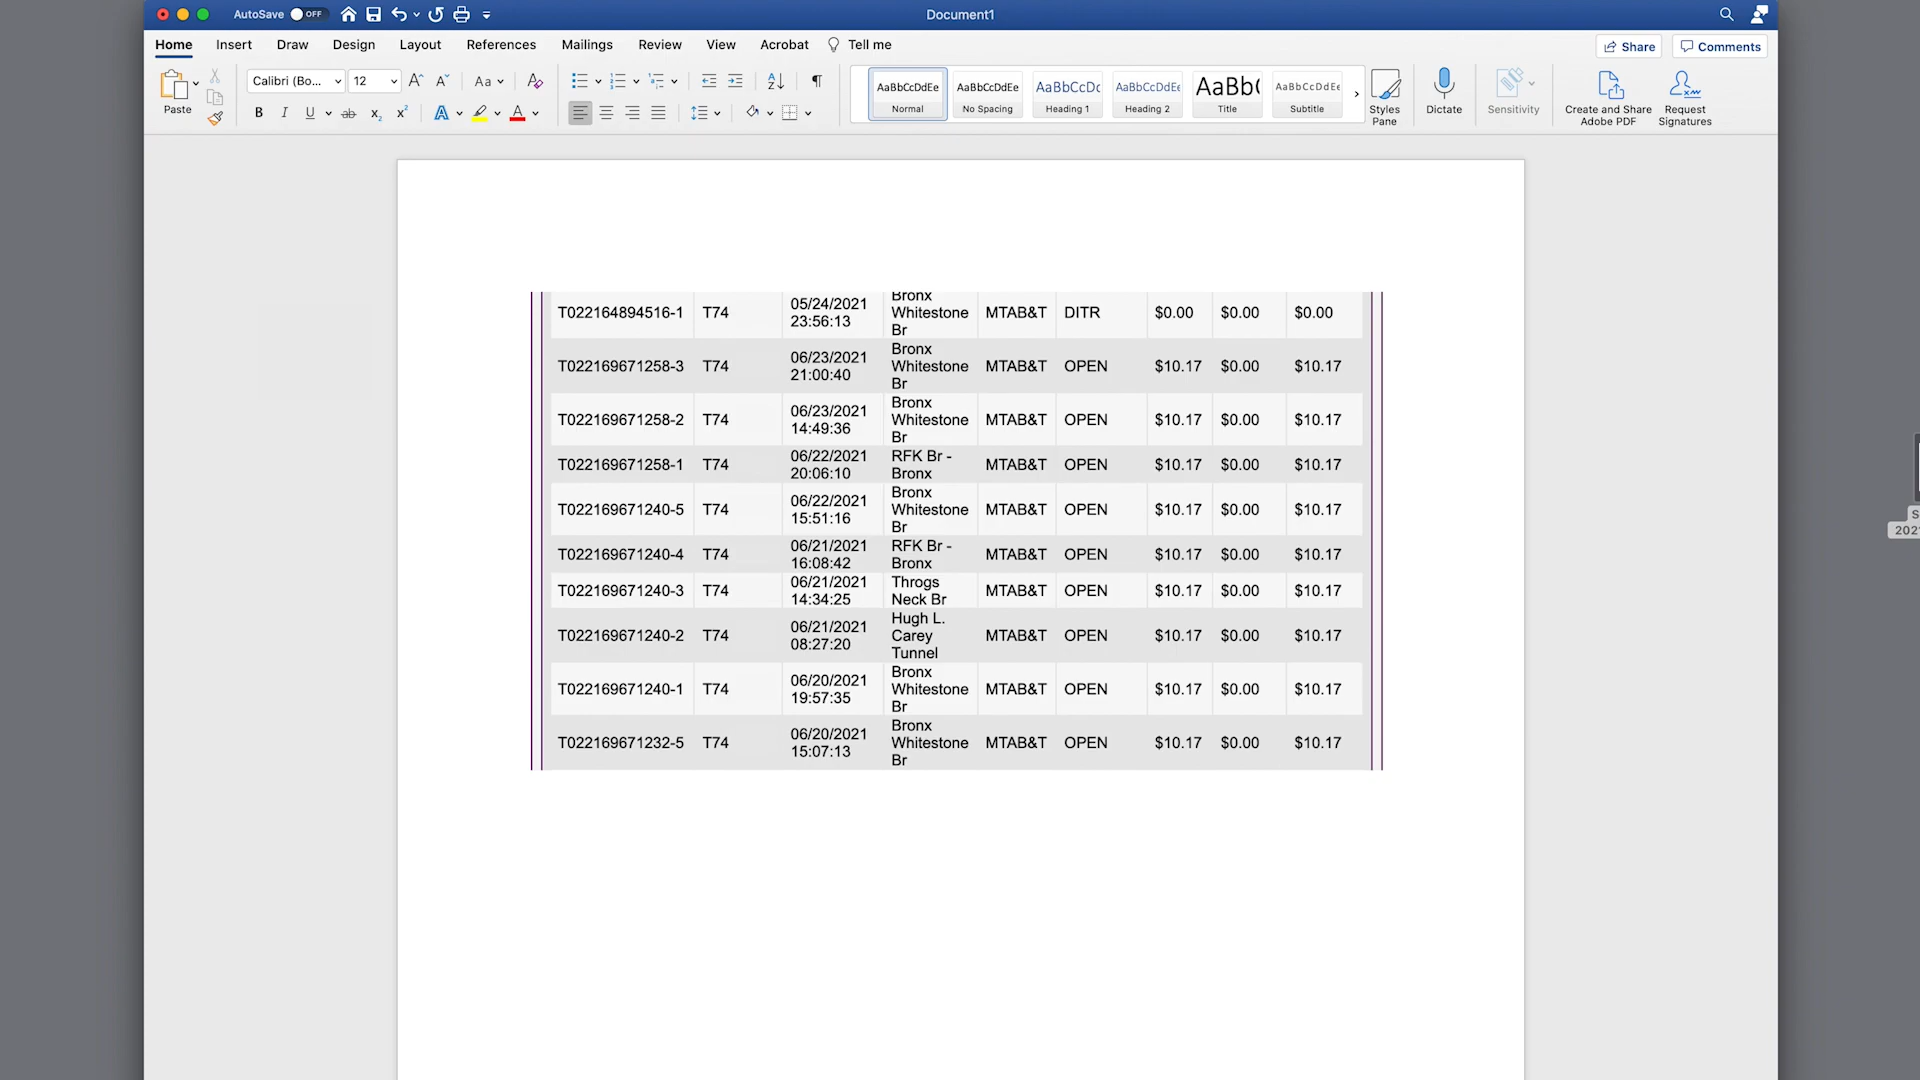 AutoSave OFF
Document1
Home Insert Draw Design Layout References Mailings Review View Acrobat Tell me
Share Comments
Paste
Calibri (Bo... 12
Aa
B I U ab x₂ x² A A
AaBbCcDdEe AaBbCcDdEe AaBbCcDc AaBbCcDdEe AaBb( AaBbCcDdEe
Normal No Spacing Heading 1 Heading 2 Title Subtitle
Styles Pane
Dictate
Sensitivity
Create and Share Adobe PDF
Request Signatures
T022164894516-1 T74 05/24/2021 23:56:13 Bronx Whitestone Br MTAB&T DITR $0.00 $0.00 $0.00
T022169671258-3 T74 06/23/2021 21:00:40 Bronx Whitestone Br MTAB&T OPEN $10.17 $0.00 $10.17
T022169671258-2 T74 06/23/2021 14:49:36 Bronx Whitestone Br MTAB&T OPEN $10.17 $0.00 $10.17
T022169671258-1 T74 06/22/2021 20:06:10 RFK Br - Bronx MTAB&T OPEN $10.17 $0.00 $10.17
T022169671240-5 T74 06/22/2021 15:51:16 Bronx Whitestone Br MTAB&T OPEN $10.17 $0.00 $10.17
T022169671240-4 T74 06/21/2021 16:08:42 RFK Br - Bronx MTAB&T OPEN $10.17 $0.00 $10.17
T022169671240-3 T74 06/21/2021 14:34:25 Throgs Neck Br MTAB&T OPEN $10.17 $0.00 $10.17
T022169671240-2 T74 06/21/2021 08:27:20 Hugh L. Carey Tunnel MTAB&T OPEN $10.17 $0.00 $10.17
T022169671240-1 T74 06/20/2021 19:57:35 Bronx Whitestone Br MTAB&T OPEN $10.17 $0.00 $10.17
T022169671232-5 T74 06/20/2021 15:07:13 Bronx Whitestone Br MTAB&T OPEN $10.17 $0.00 $10.17